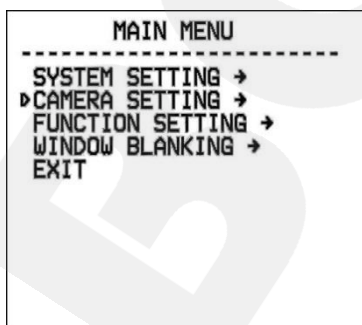 MAIN MENU
SYSTEM SETTING →
▷CAMERA SETTING →
FUNCTION SETTING →
WINDOW BLANKING →
EXIT